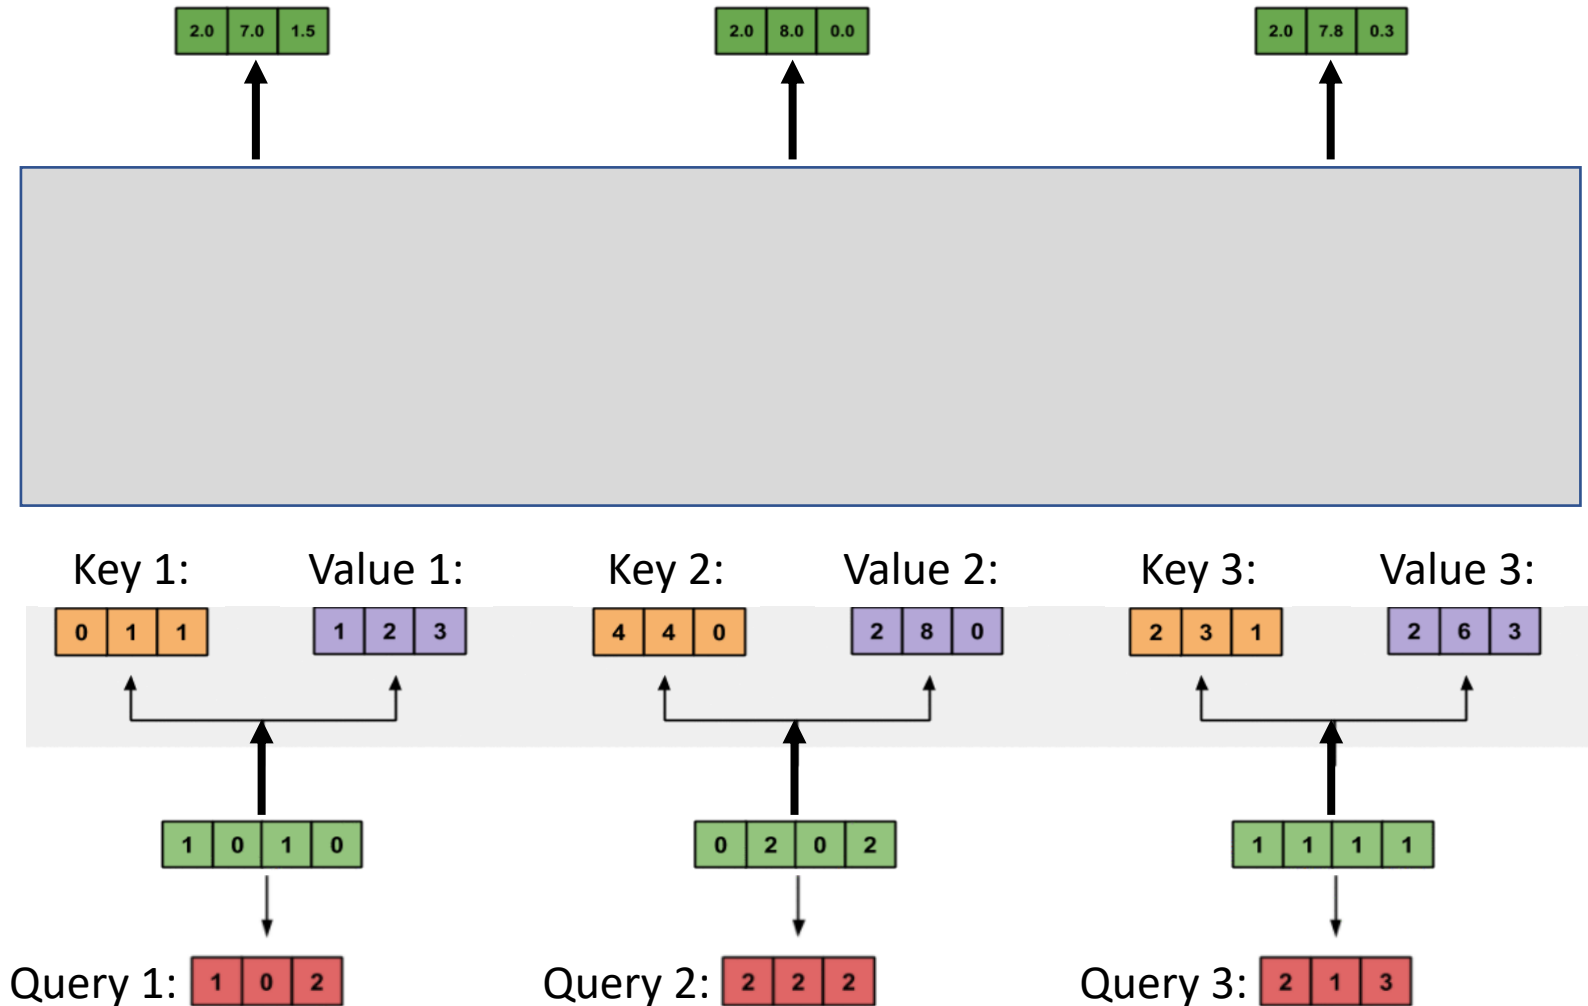 2.0 7.0 1.5 2.0 8.0 0.0 2.0 7.8 0.3
Key 1: Value 1: Key 2: Value 2: Key 3: Value 3:
0 1 1 1 2 3 4 4 0 2 8 0 2 3 1 2 6 3
1 0 1 0 0 2 0 2 1 1 1 1
Query 1: 1 0 2 Query 2: 2 2 2 Query 3: 2 1 3